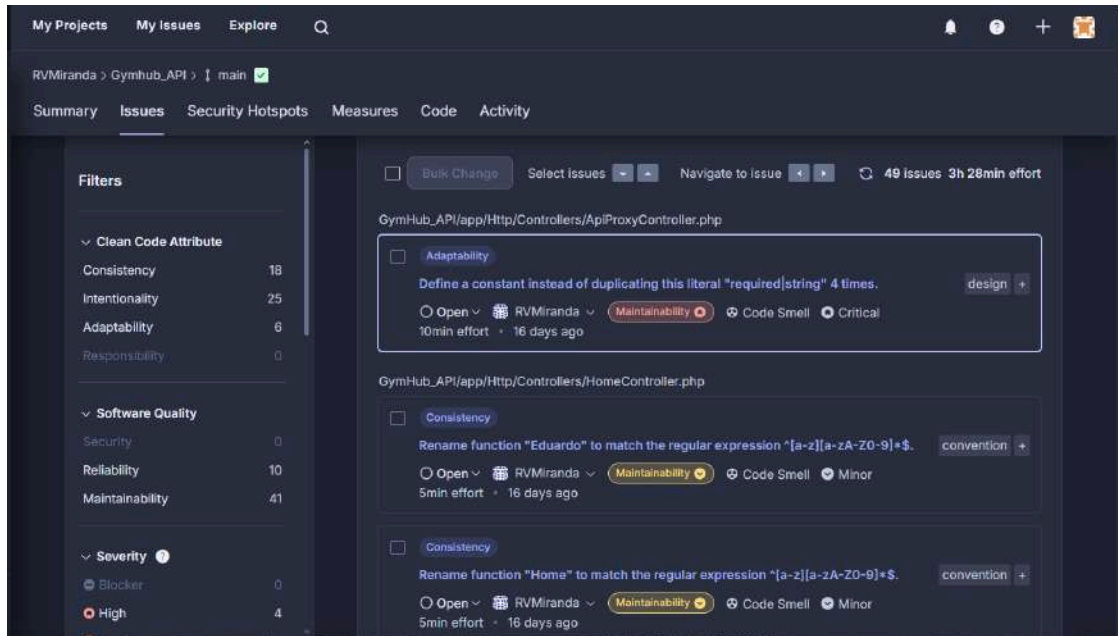 My Projects My Issues Explore
RVMiranda > Gymhub_API > main
Summary Issues Security Hotspots Measures Code Activity
Filters
Clean Code Attribute
Consistency 18
Intentionality 25
Adaptability 6
Responsibility 0
Software Quality
Security 0
Reliability 10
Maintainability 41
Severity ?
Blocker 0
High 4
Bulk Change Select issues Navigate to issue 49 issues 3h 28min effort
GymHub_API/app/Http/Controllers/ApiProxyController.php
Adaptability
Define a constant instead of duplicating this literal "required|string" 4 times. design +
Open RVMiranda Maintainability Code Smell Critical
10min effort • 16 days ago
GymHub_API/app/Http/Controllers/HomeController.php
Consistency
Rename function "Eduardo" to match the regular expression ^[a-z][a-zA-Z0-9]*$. convention +
Open RVMiranda Maintainability Code Smell Minor
5min effort • 16 days ago
Consistency
Rename function "Home" to match the regular expression ^[a-z][a-zA-Z0-9]*$. convention +
Open RVMiranda Maintainability Code Smell Minor
5min effort • 16 days ago